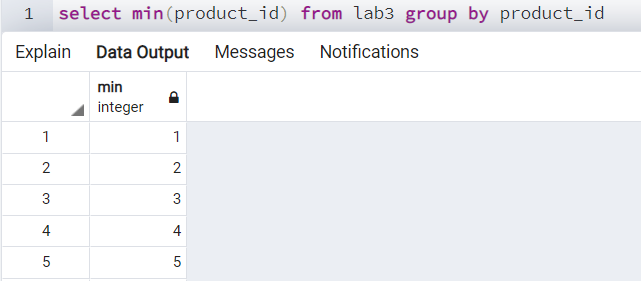 1 select min(product_id) from lab3 group by product_id
Explain Data Output Messages Notifications
min
integer
1 1
2 2
3 3
4 4
5 5